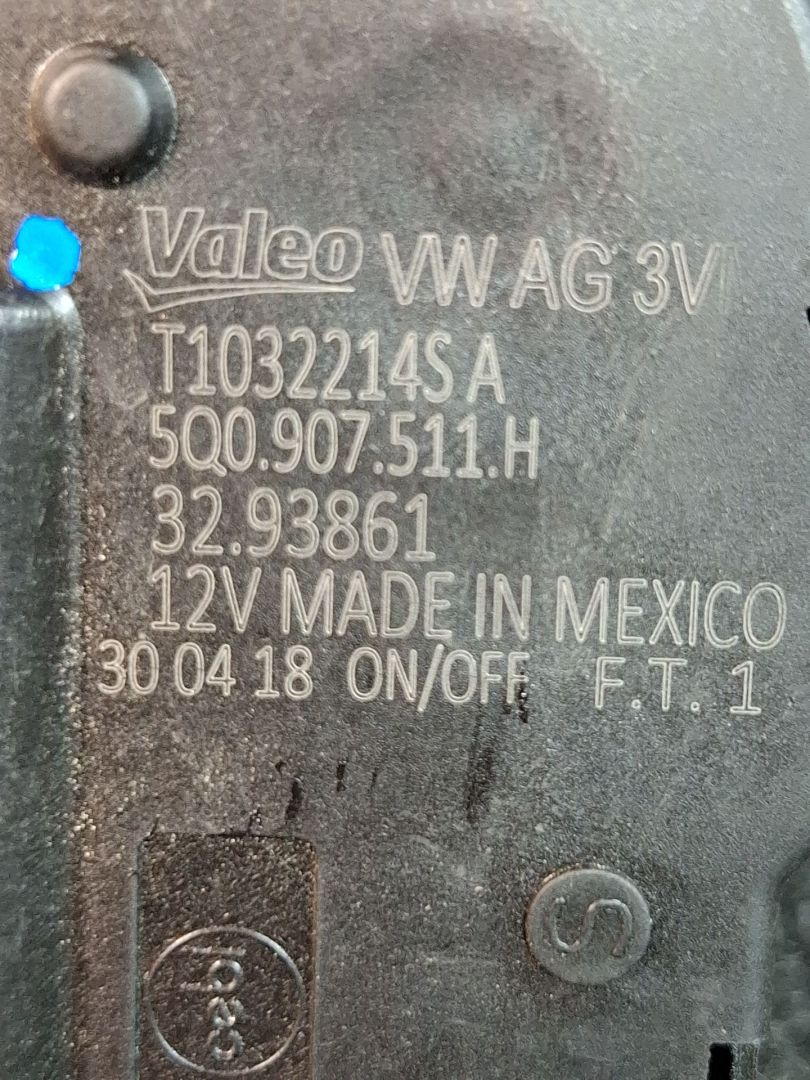 Valeo VW AG 3V
T1032214S A
5Q0.907.511.H
32.93861
12V MADE IN MEXICO
30 04 18 ON/OFF F.T. 1
S